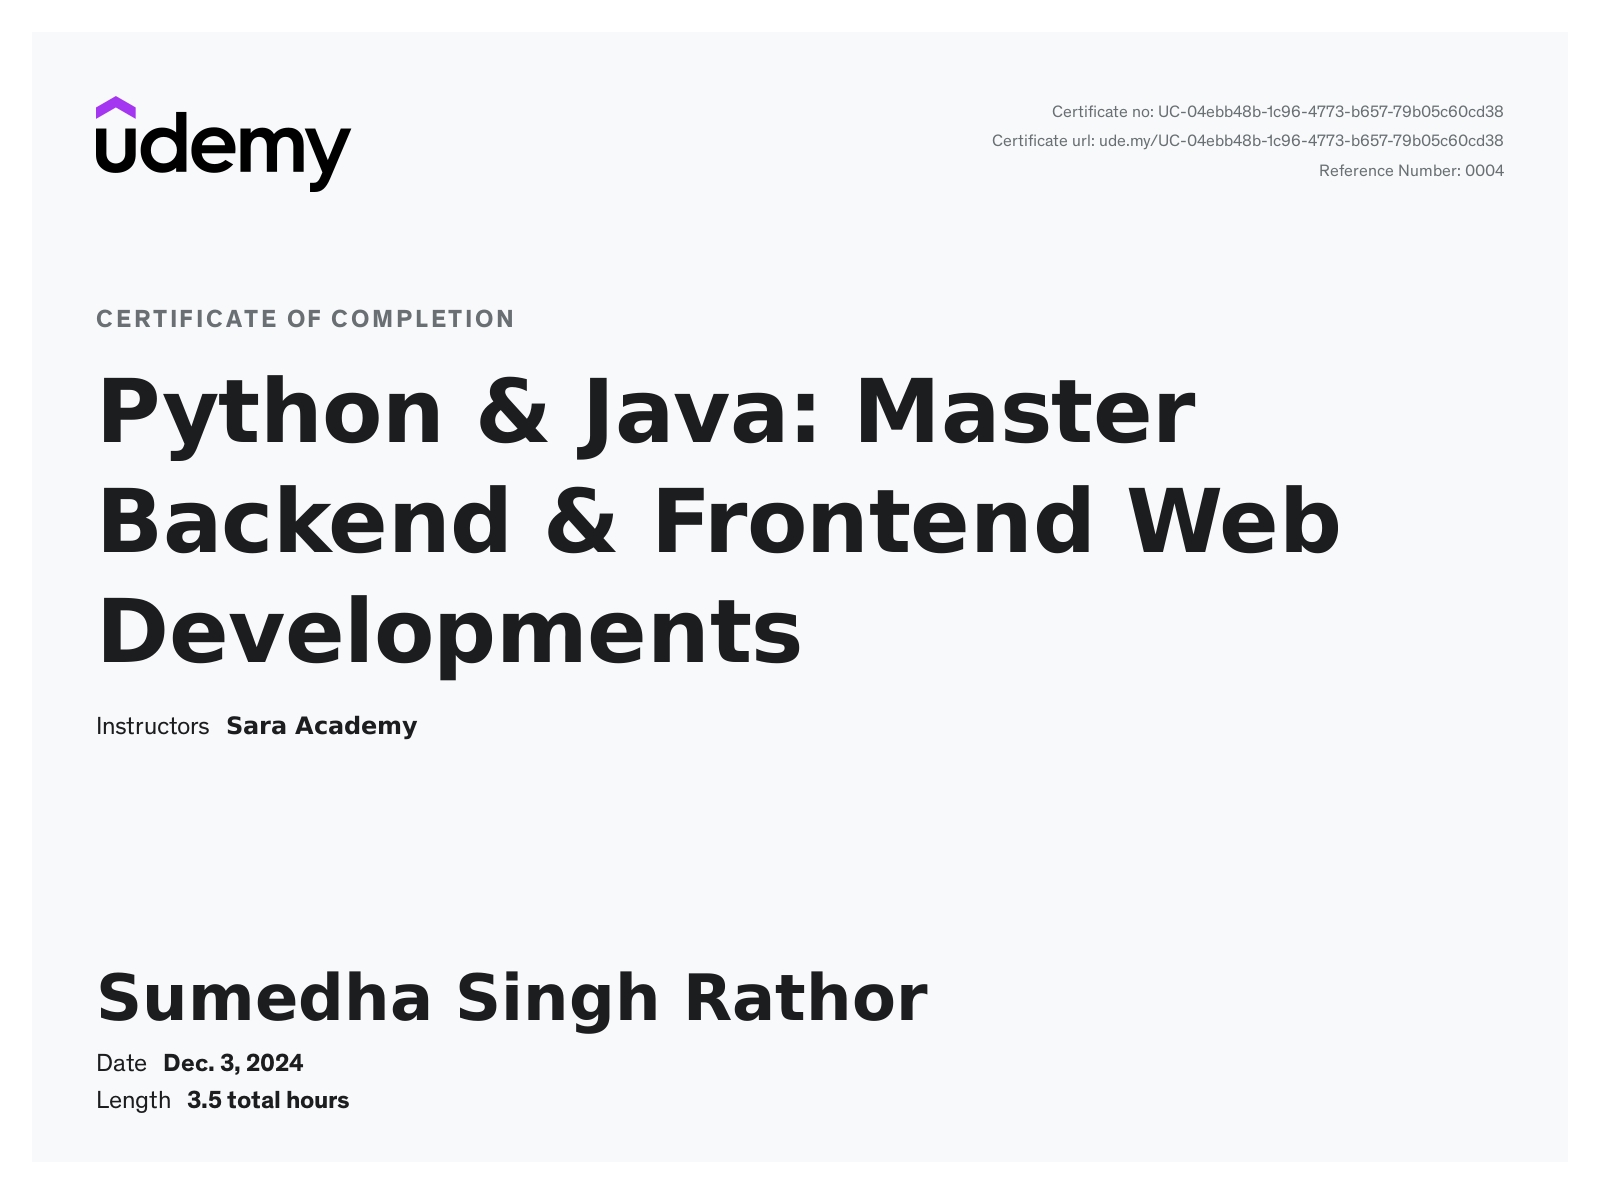 udemy
Certificate no: UC-04ebb48b-1c96-4773-b657-79b05c60cd38
Certificate url: ude.my/UC-04ebb48b-1c96-4773-b657-79b05c60cd38
Reference Number: 0004
CERTIFICATE OF COMPLETION
Python & Java: Master
Backend & Frontend Web
Developments
Instructors Sara Academy
Sumedha Singh Rathor
Date Dec. 3, 2024
Length 3.5 total hours